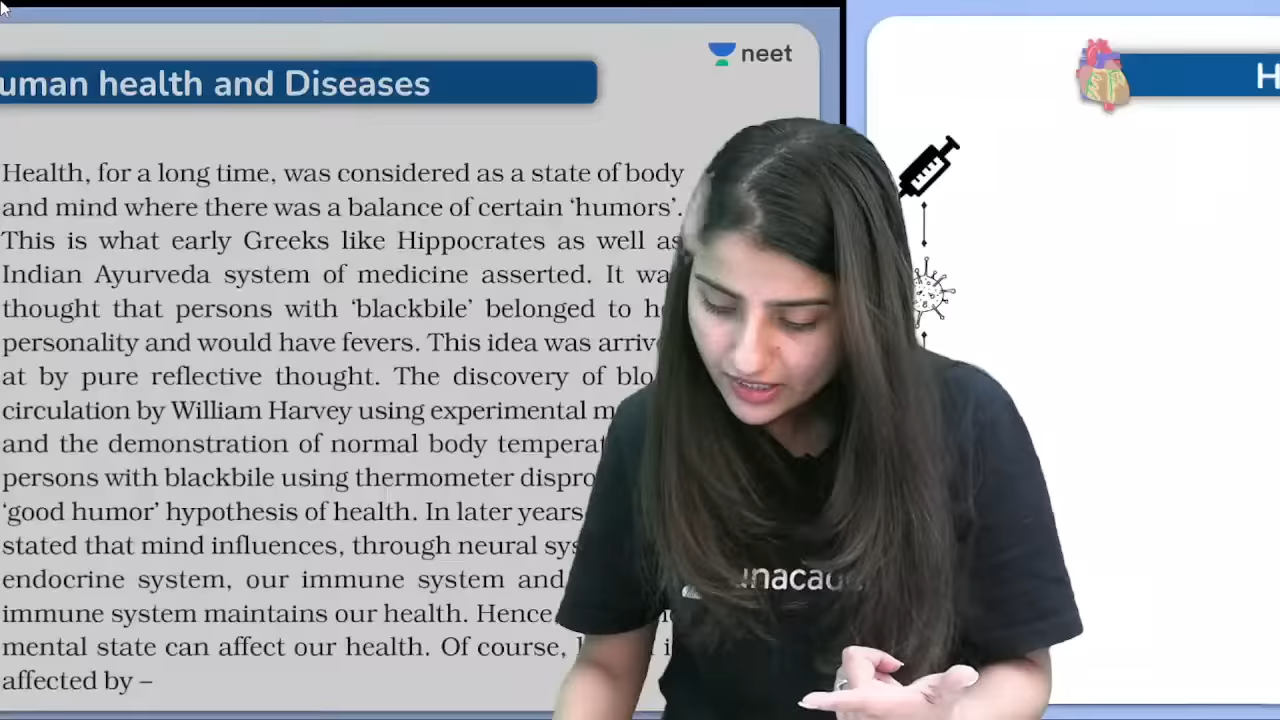 neet
uman health and Diseases
H
Health, for a long time, was considered as a state of body
and mind where there was a balance of certain ‘humors’.
This is what early Greeks like Hippocrates as well as
Indian Ayurveda system of medicine asserted. It
thought that persons with ‘blackbile’ belonged to
personality and would have fevers. This idea was
at by pure reflective thought. The discovery of
circulation by William Harvey using experimental
and the demonstration of normal body
persons with blackbile using thermometer
‘good humor’ hypothesis of health. In later years
stated that mind influences, through neural
endocrine system, our immune system and
immune system maintains our health. Hence,
mental state can affect our health. Of course,
affected by –